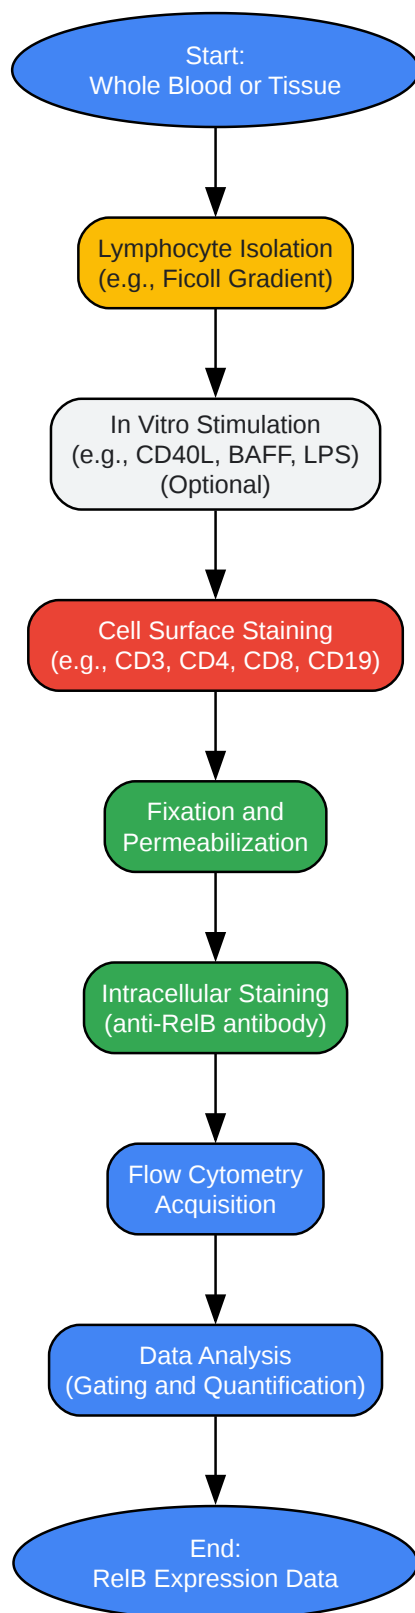 Start:
Whole Blood or Tissue
Lymphocyte Isolation
(e.g., Ficoll Gradient)
In Vitro Stimulation
(e.g., CD40L, BAFF, LPS)
(Optional)
Cell Surface Staining
(e.g., CD3, CD4, CD8, CD19)
Fixation and
Permeabilization
Intracellular Staining
(anti-RelB antibody)
Flow Cytometry
Acquisition
Data Analysis
(Gating and Quantification)
End:
RelB Expression Data